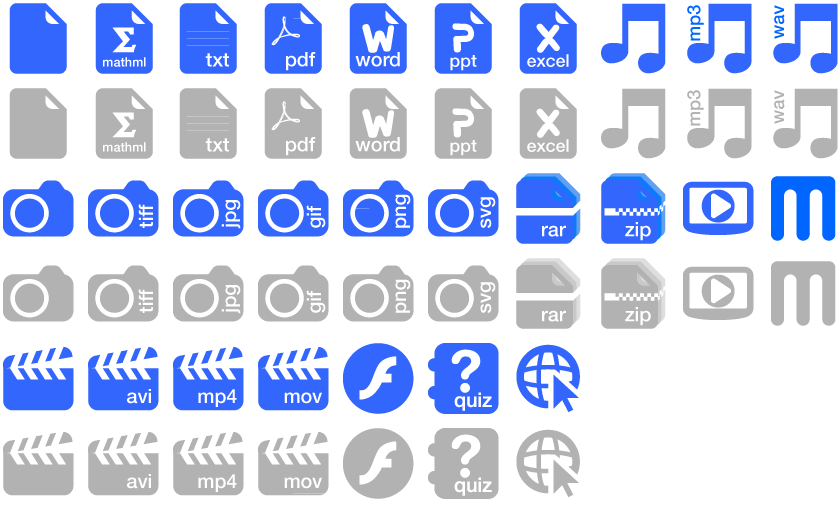 Σ mathml txt pdf W word P ppt X excel mp3 wav
Σ mathml txt pdf W word P ppt X excel mp3 wav
tiff jpg gif png svg rar zip m
tiff jpg gif png svg rar zip m
avi mp4 mov f ? quiz
avi mp4 mov f ? quiz